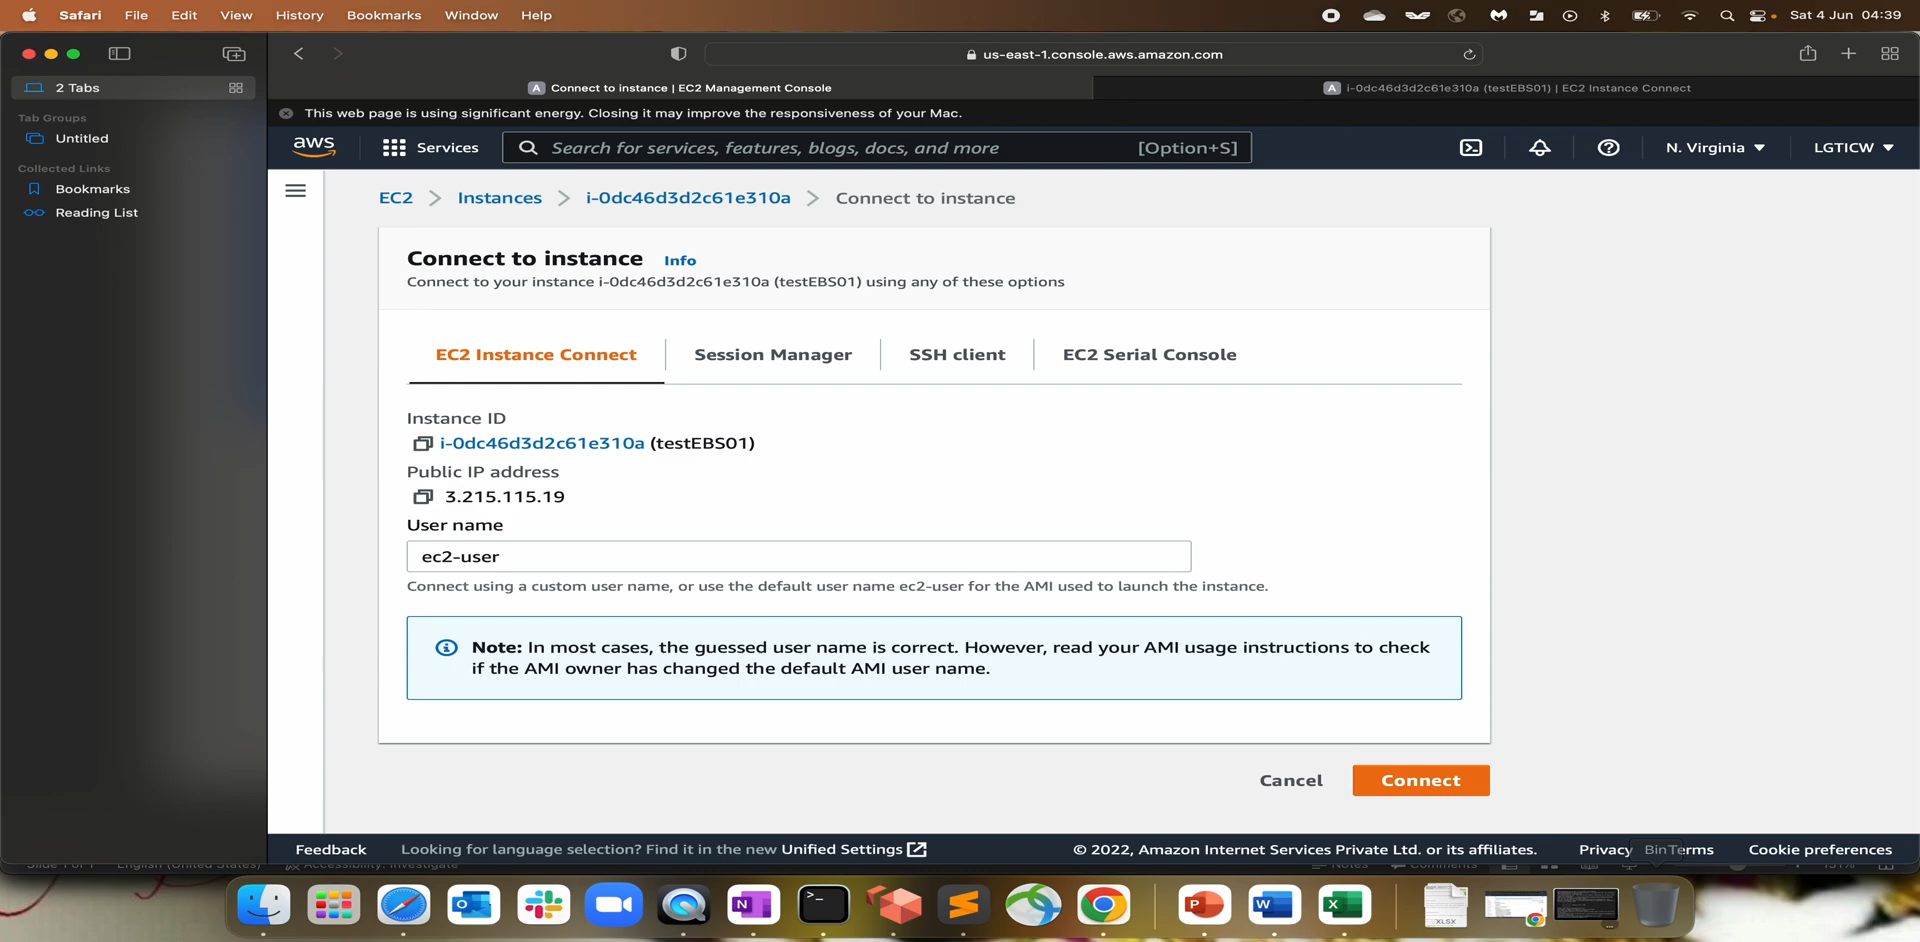 Safari File Edit View History Bookmarks Window Help
Sat 4 Jun 04:39
us-east-1.console.aws.amazon.com
2 Tabs
Tab Groups
Untitled
Collected Links
Bookmarks
Reading List
A Connect to instance | EC2 Management Console
A i-0dc46d3d2c61e310a (testEBS01) | EC2 Instance Connect
This web page is using significant energy. Closing it may improve the responsiveness of your Mac.
aws
Services
Search for services, features, blogs, docs, and more [Option+S]
N. Virginia
LGTICW
EC2 Instances i-0dc46d3d2c61e310a Connect to instance
Connect to instance Info
Connect to your instance i-0dc46d3d2c61e310a (testEBS01) using any of these options
EC2 Instance Connect
Session Manager
SSH client
EC2 Serial Console
Instance ID
i-0dc46d3d2c61e310a (testEBS01)
Public IP address
3.215.115.19
User name
ec2-user
Connect using a custom user name, or use the default user name ec2-user for the AMI used to launch the instance.
Note: In most cases, the guessed user name is correct. However, read your AMI usage instructions to check
if the AMI owner has changed the default AMI user name.
Cancel
Connect
Feedback
Looking for language selection? Find it in the new Unified Settings
© 2022, Amazon Internet Services Private Ltd. or its affiliates.
Privacy
Bin
Terms
Cookie preferences
XLSX